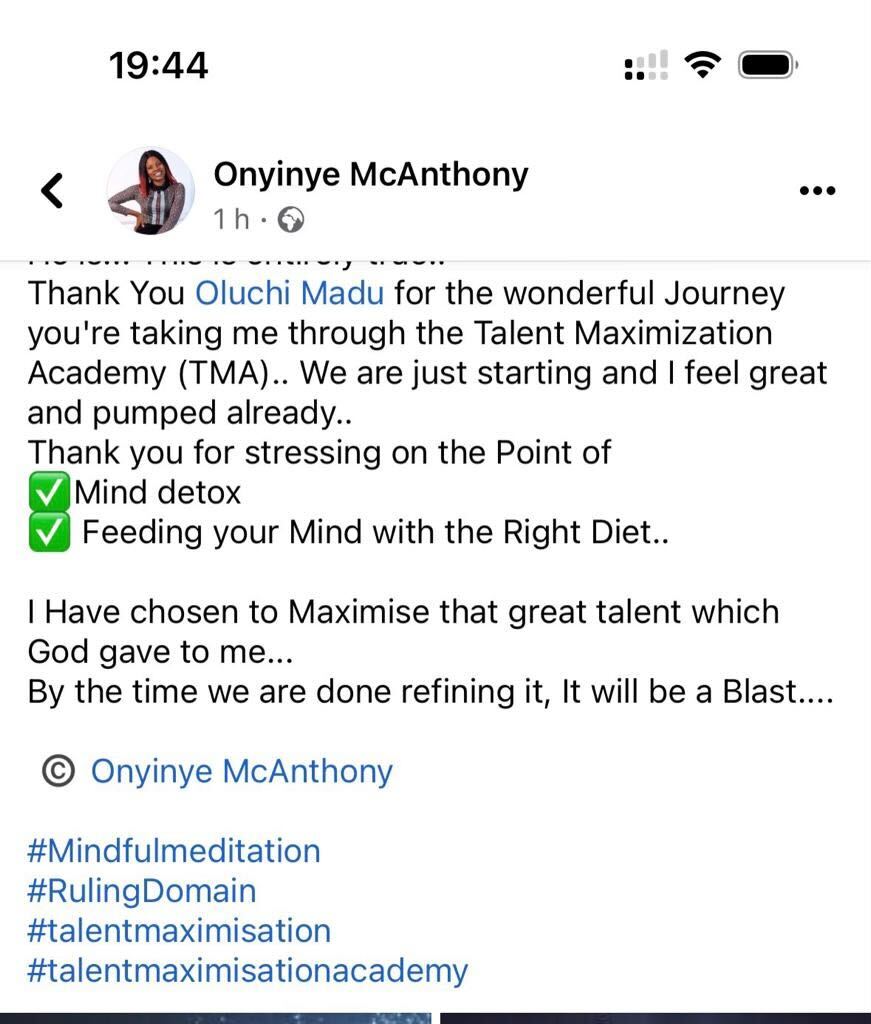 19:44
Onyinye McAnthony
1 h ·
Thank You Oluchi Madu for the wonderful Journey
you're taking me through the Talent Maximization
Academy (TMA).. We are just starting and I feel great
and pumped already..
Thank you for stressing on the Point of
✅Mind detox
✅ Feeding your Mind with the Right Diet..
I Have chosen to Maximise that great talent which
God gave to me...
By the time we are done refining it, It will be a Blast....
© Onyinye McAnthony
#Mindfulmeditation
#RulingDomain
#talentmaximisation
#talentmaximisationacademy